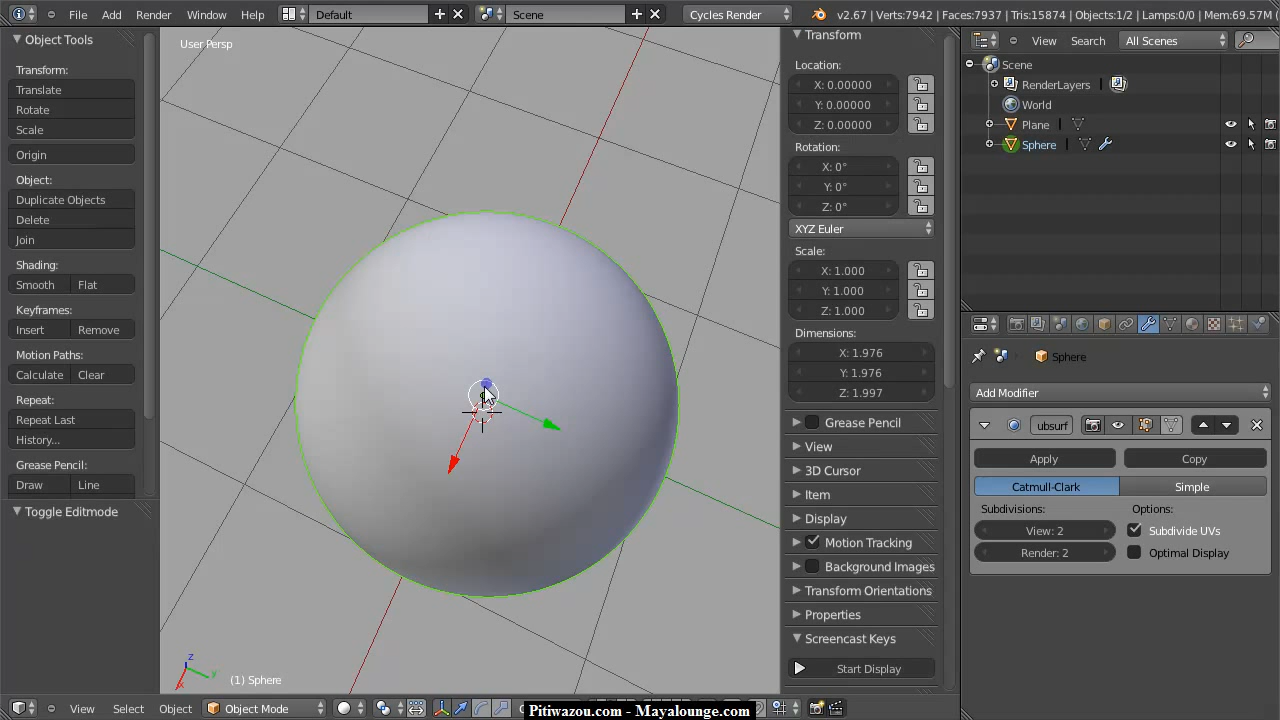 File Add Render Window Help Default Scene Cycles Render v2.67 | Verts:7942 | Faces:7937 | Tris:15874 | Objects:1/2 | Lamps:0/0 | Mem:69.57M
Object Tools
Transform:
Translate
Rotate
Scale
Origin
Object:
Duplicate Objects
Delete
Join
Shading:
Smooth Flat
Keyframes:
Insert Remove
Motion Paths:
Calculate Clear
Repeat:
Repeat Last
History...
Grease Pencil:
Draw Line
Toggle Editmode
User Persp
z
y
x
(1) Sphere
Transform
Location:
X: 0.00000
Y: 0.00000
Z: 0.00000
Rotation:
X: 0°
Y: 0°
Z: 0°
XYZ Euler
Scale:
X: 1.000
Y: 1.000
Z: 1.000
Dimensions:
X: 1.976
Y: 1.976
Z: 1.997
Grease Pencil
View
3D Cursor
Item
Display
Motion Tracking
Background Images
Transform Orientations
Properties
Screencast Keys
Start Display
View Search All Scenes
Scene
RenderLayers
World
Plane
Sphere
Sphere
Add Modifier
ubsurf
Apply Copy
Catmull-Clark Simple
Subdivisions: Options:
View: 2 Subdivide UVs
Render: 2 Optimal Display
View Select Object Object Mode
Pitiwazou.com - Mayalounge.com